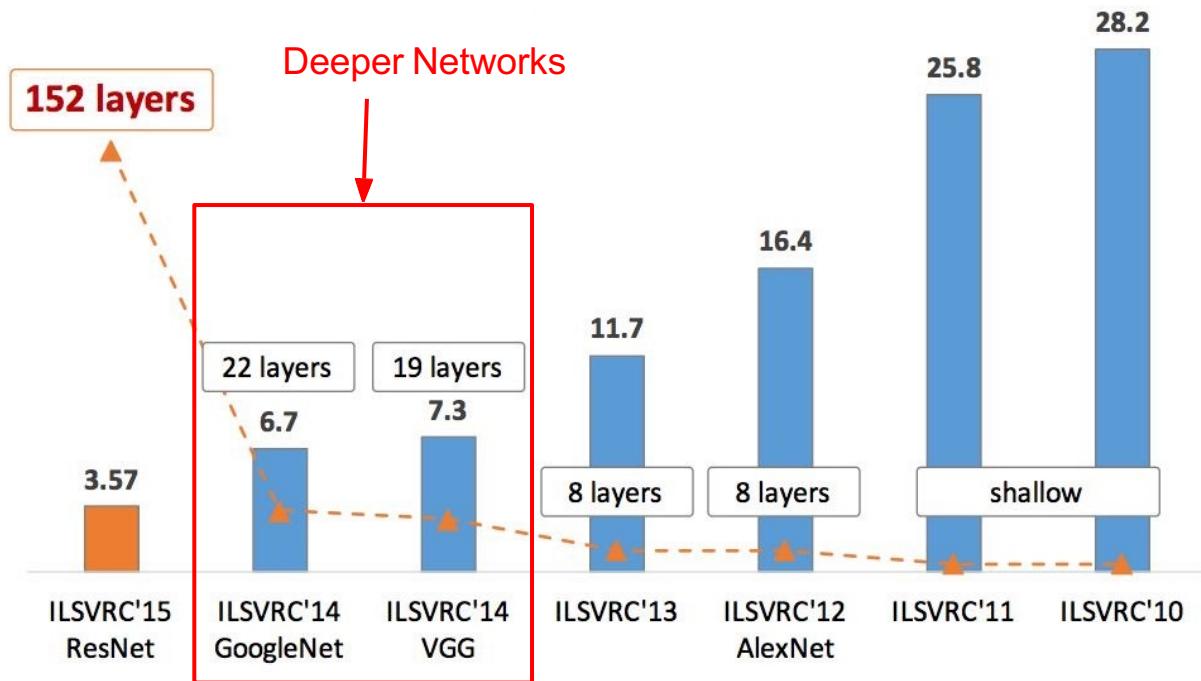 28.2
Deeper Networks
25.8
152 layers
16.4
11.7
22 layers
19 layers
6.7
7.3
3.57
8 layers
8 layers
shallow
ILSVRC'15
ResNet
ILSVRC'14
GoogleNet
ILSVRC'14
VGG
ILSVRC'13
ILSVRC'12
AlexNet
ILSVRC'11
ILSVRC'10